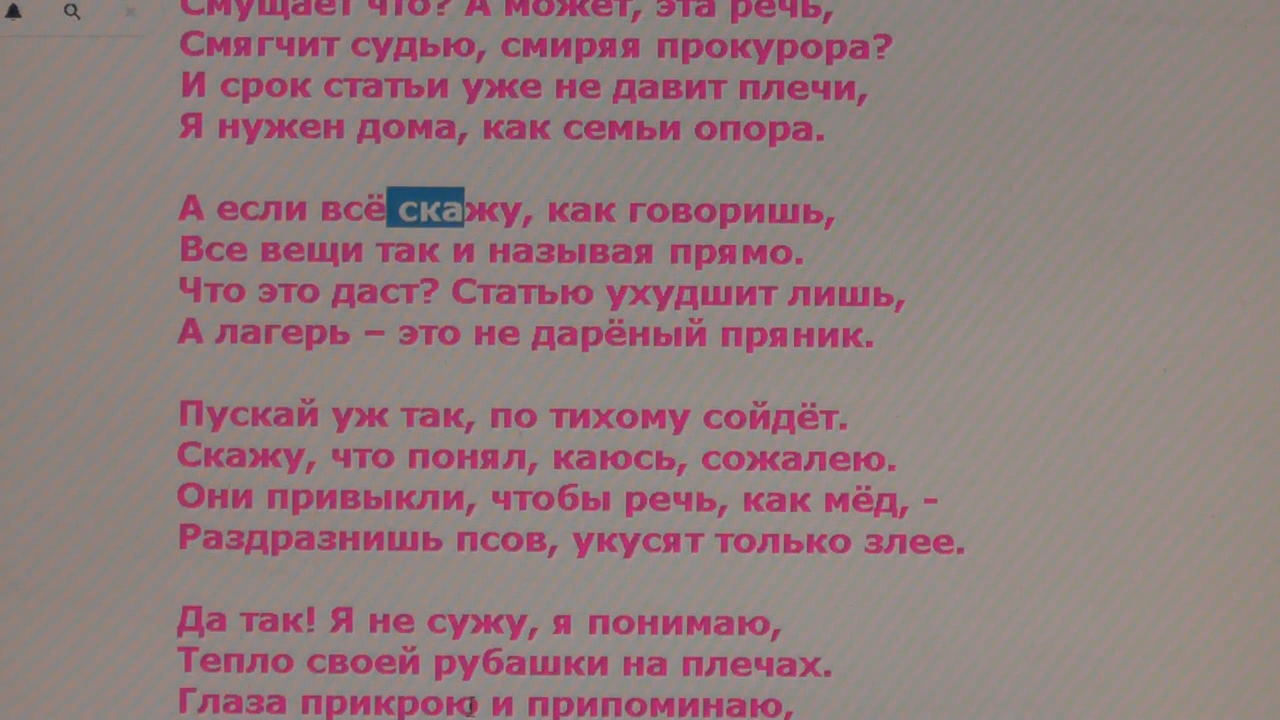 Смущает что? А может, эта речь,
Смягчит судью, смиряя прокурора?
И срок статьи уже не давит плечи,
Я нужен дома, как семьи опора.
А если всё скажу, как говоришь,
Все вещи так и называя прямо.
Что это даст? Статью ухудшит лишь,
А лагерь – это не дарёный пряник.
Пускай уж так, по тихому сойдёт.
Скажу, что понял, каюсь, сожалею.
Они привыкли, чтобы речь, как мёд, -
Раздразнишь псов, укусят только злее.
Да так! Я не сужу, я понимаю,
Тепло своей рубашки на плечах.
Глаза прикрою и припоминаю,